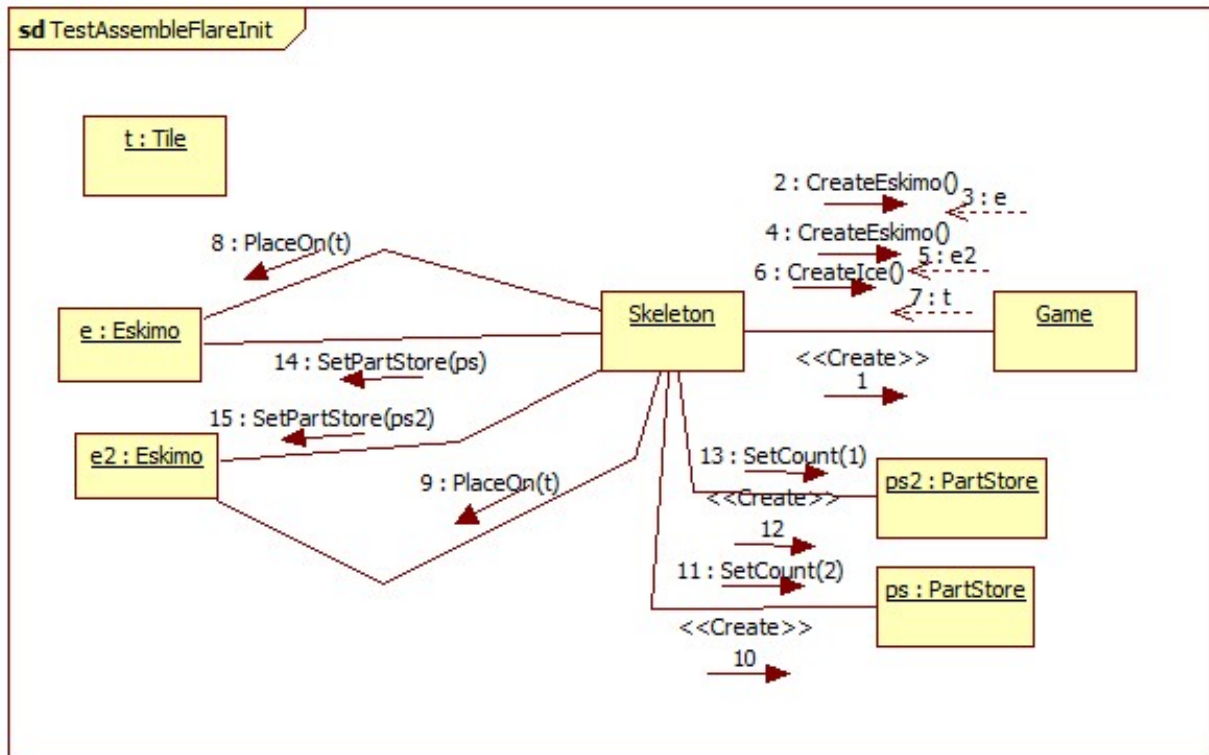 sd TestAssembleFlareInit
t : Tile
2 : CreateEskimo()
3 : e
8 : PlaceOn(t)
4 : CreateEskimo()
5 : e2
6 : CreateIce()
7 : t
e : Eskimo
Skeleton
Game
14 : SetPartStore(ps)
<<Create>>
1
15 : SetPartStore(ps2)
e2 : Eskimo
13 : SetCount(1)
9 : PlaceOn(t)
ps2 : PartStore
<<Create>>
12
11 : SetCount(2)
ps : PartStore
<<Create>>
10